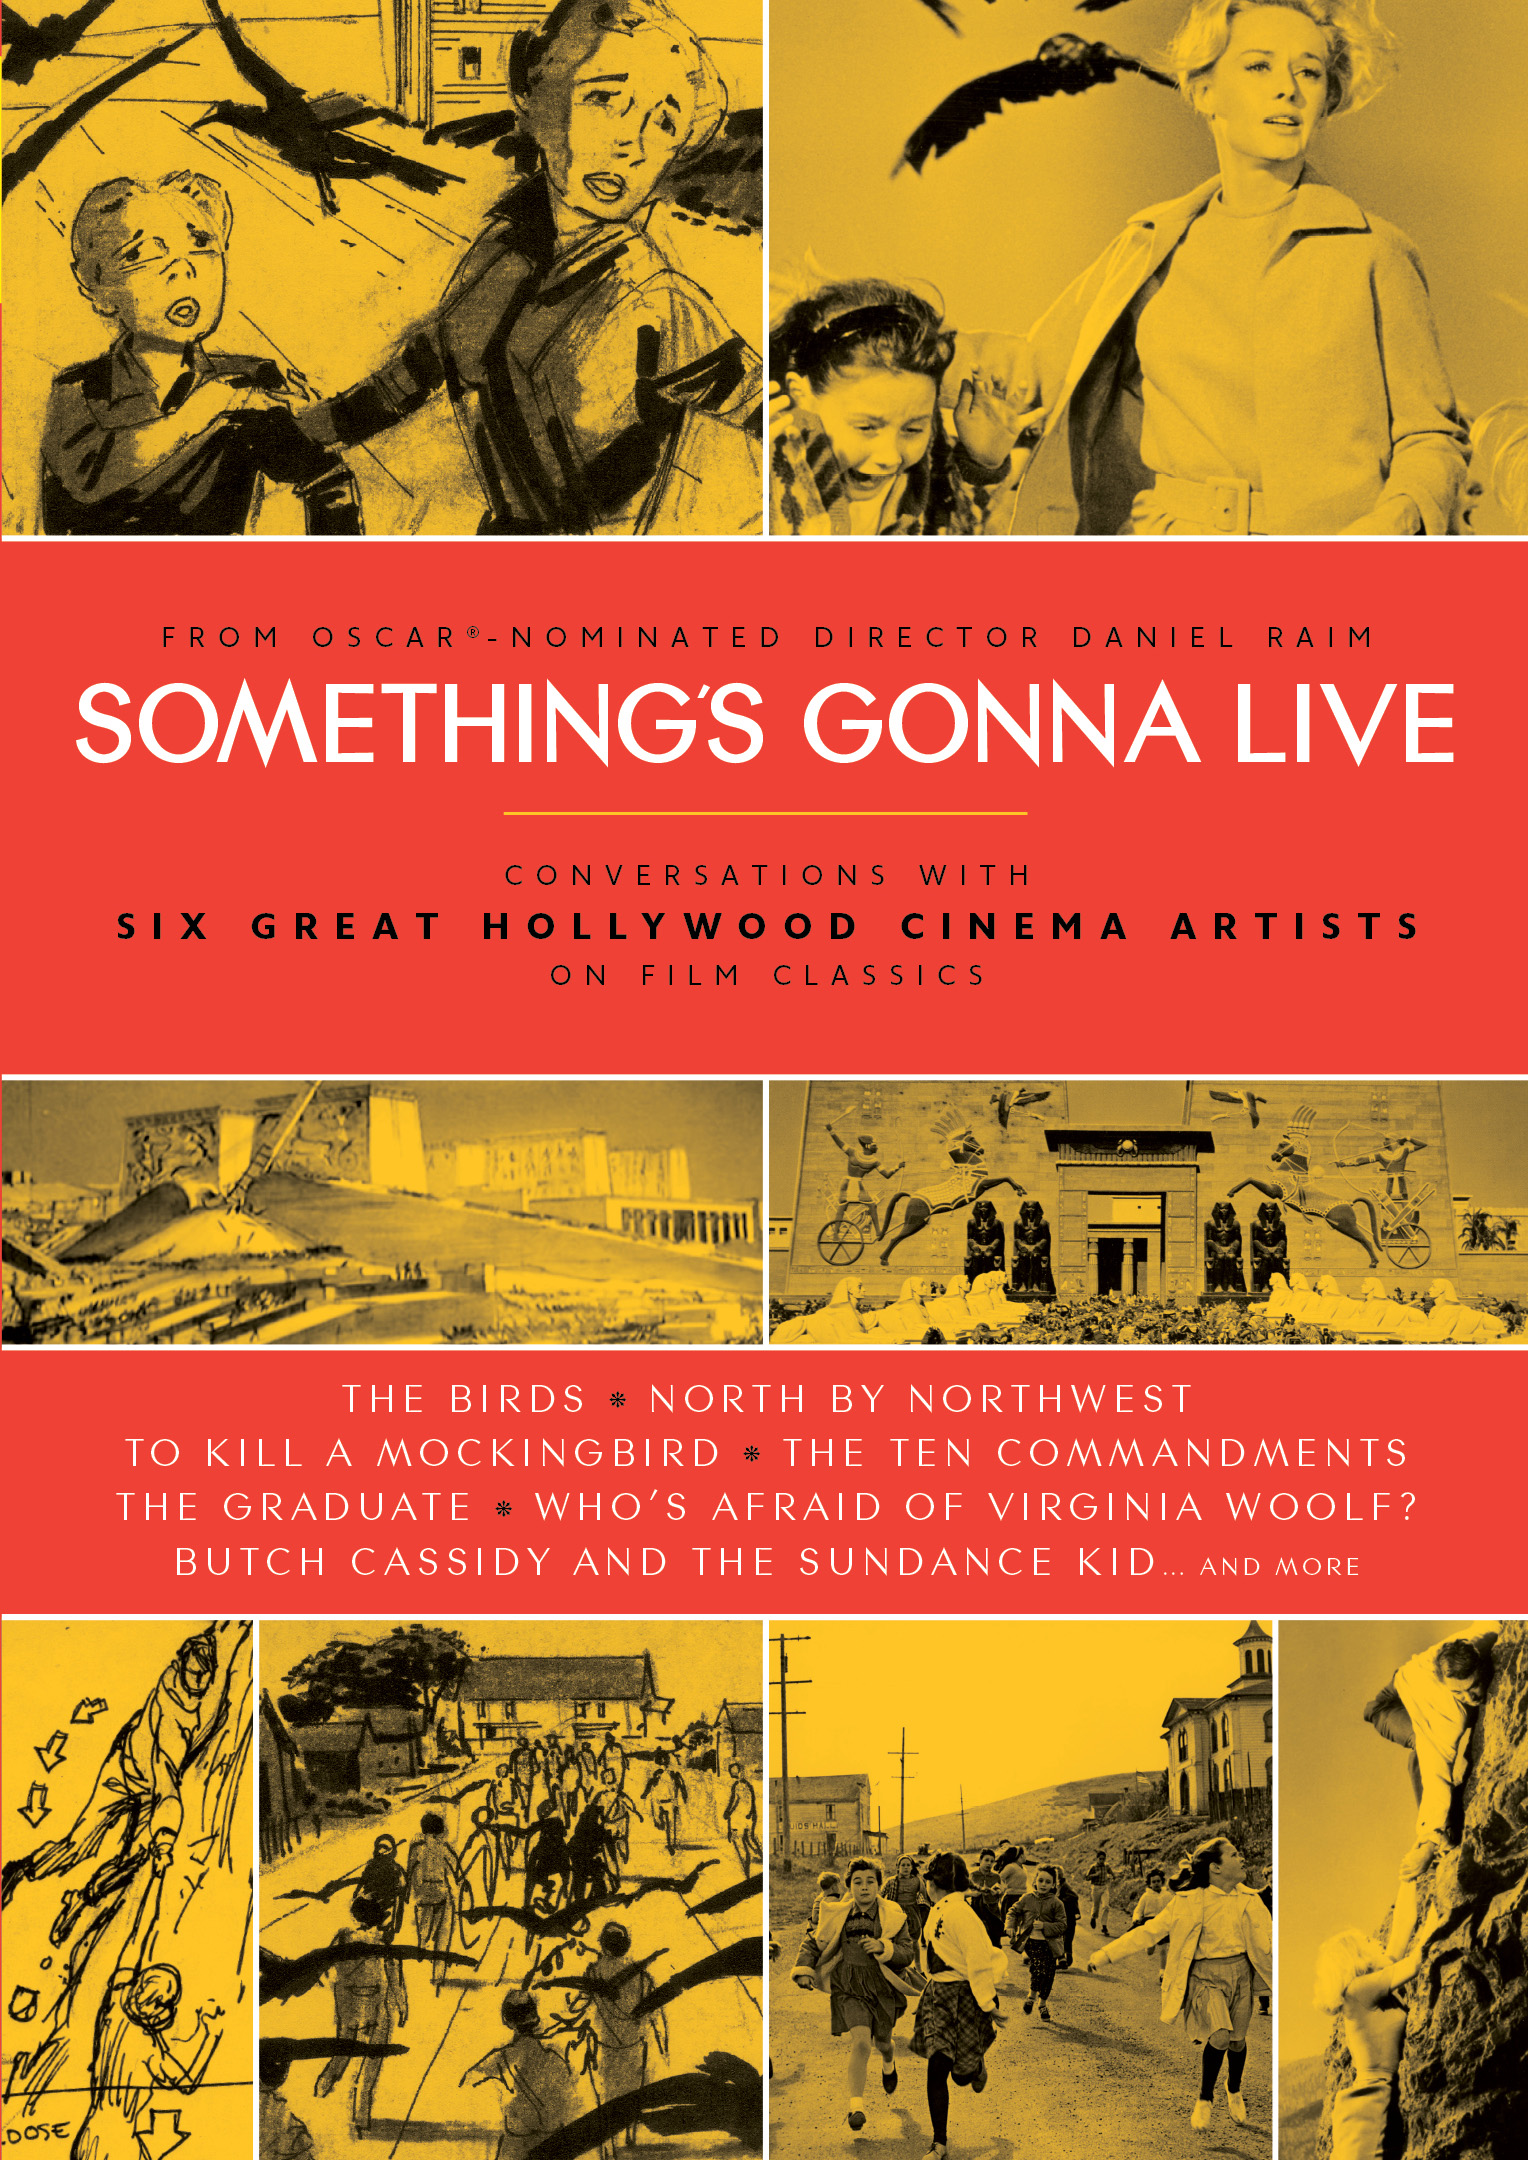 FROM OSCAR®-NOMINATED DIRECTOR DANIEL RAIM
SOMETHING'S GONNA LIVE
CONVERSATIONS WITH
SIX GREAT HOLLYWOOD CINEMA ARTISTS
ON FILM CLASSICS
THE BIRDS * NORTH BY NORTHWEST
TO KILL A MOCKINGBIRD * THE TEN COMMANDMENTS
THE GRADUATE * WHO'S AFRAID OF VIRGINIA WOOLF?
BUTCH CASSIDY AND THE SUNDANCE KID... AND MORE